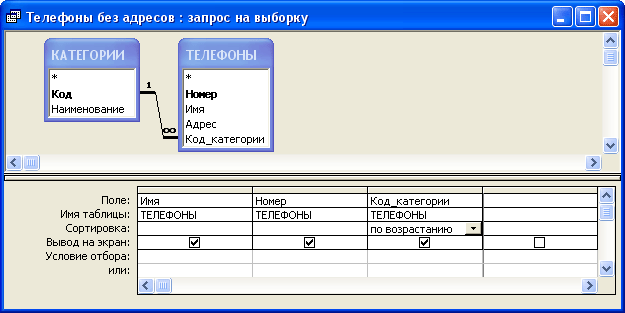 Телефоны без адресов : запрос на выборку
КАТЕГОРИИ
*
Код
Наименование
1
∞
ТЕЛЕФОНЫ
*
Номер
Имя
Адрес
Код_категории
Поле: Имя Номер Код_категории
Имя таблицы: ТЕЛЕФОНЫ ТЕЛЕФОНЫ ТЕЛЕФОНЫ
Сортировка: по возрастанию
Вывод на экран:
Условие отбора:
или: